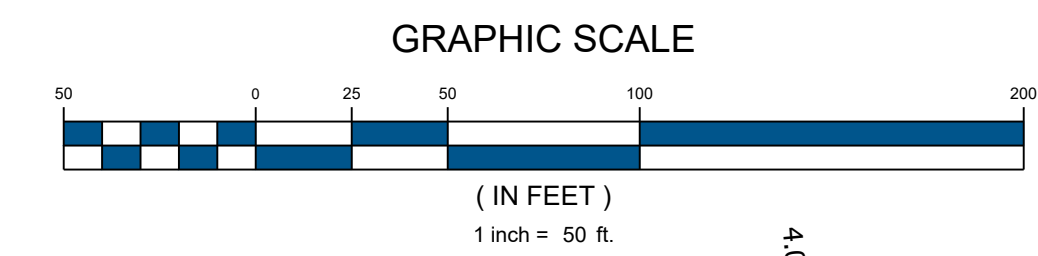 GRAPHIC SCALE
50 0 25 50 100 200
( IN FEET )
1 inch = 50 ft.